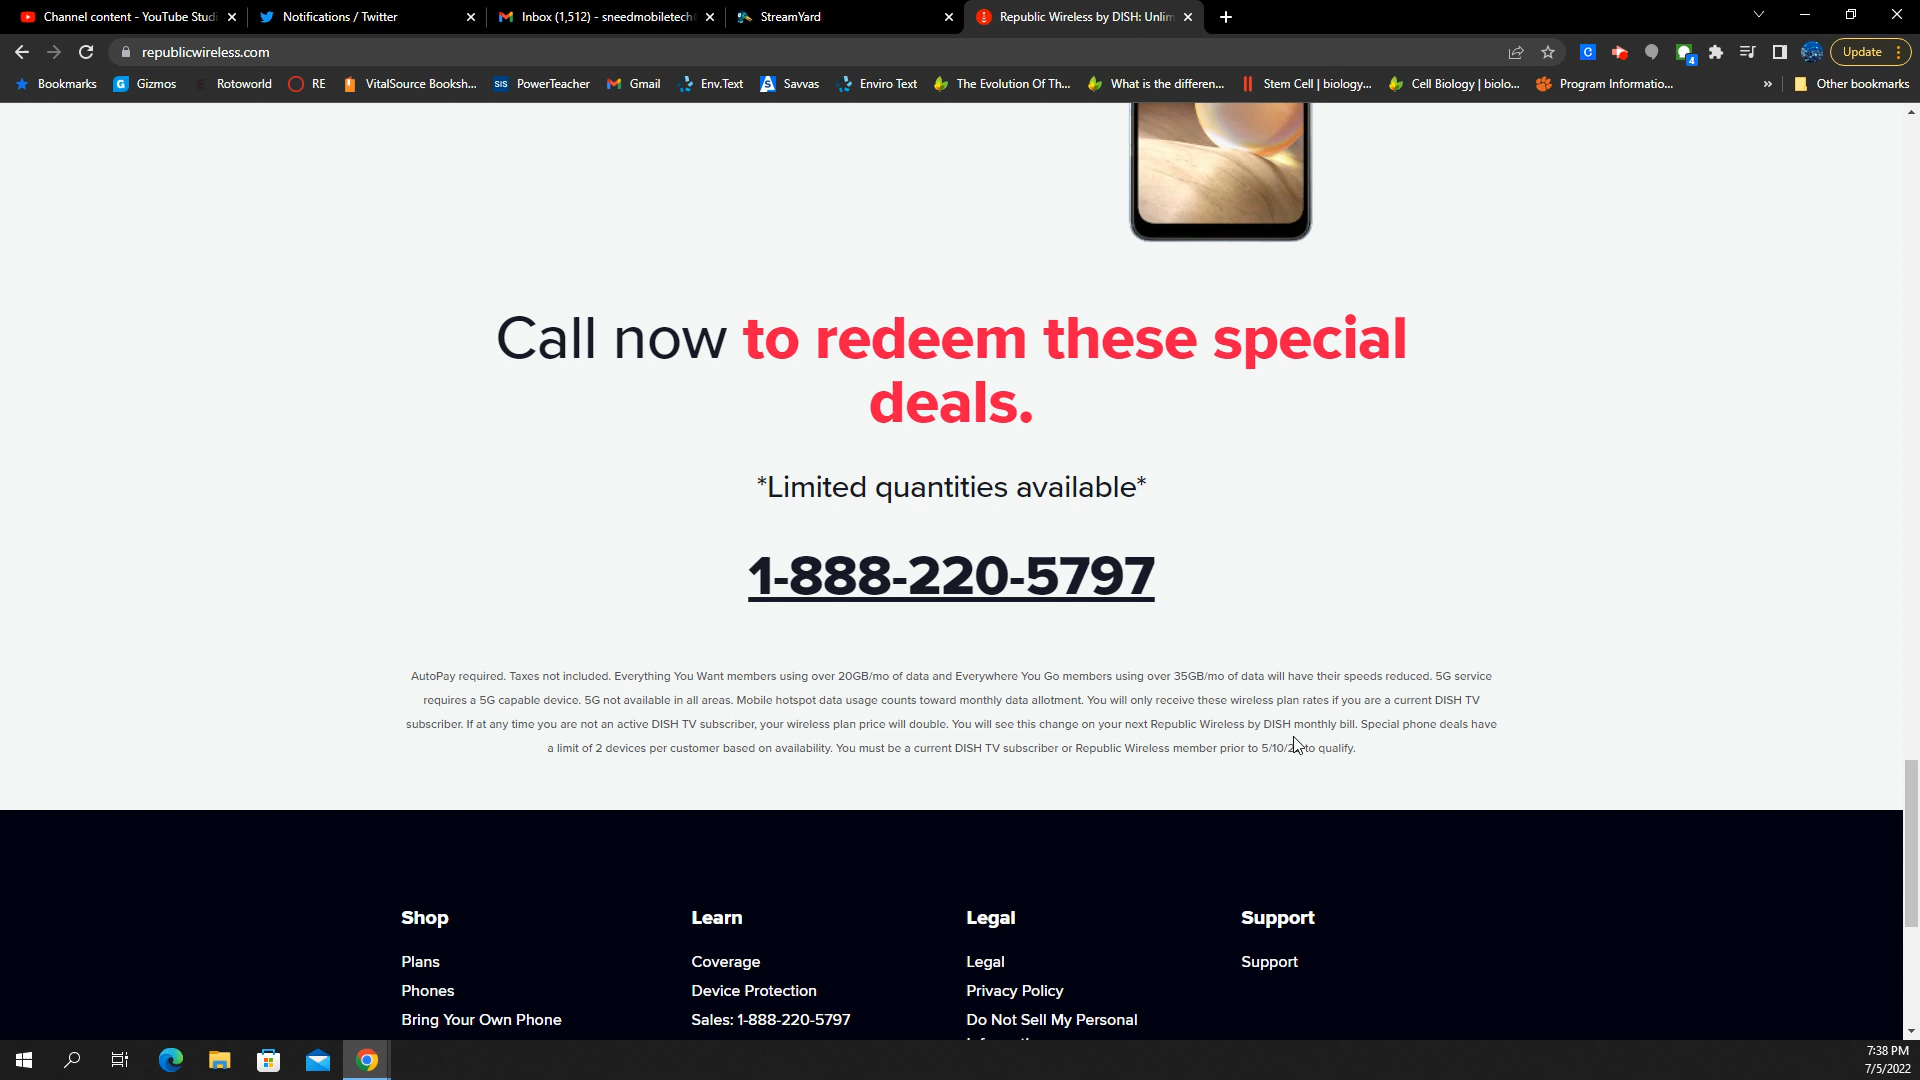 Channel content - YouTube Studi
Notifications / Twitter
Inbox (1,512) - sneedmobiletech
StreamYard
Republic Wireless by DISH: Unlim
republicwireless.com
Update
Bookmarks
Gizmos
Rotoworld
RE
VitalSource Booksh...
SIS PowerTeacher
Gmail
Env.Text
Savvas
Enviro Text
The Evolution Of Th...
What is the differen...
Stem Cell | biology...
Cell Biology | biolo...
Program Informatio...
»
Other bookmarks
Call now to redeem these special
deals.
*Limited quantities available*
1-888-220-5797
AutoPay required. Taxes not included. Everything You Want members using over 20GB/mo of data and Everywhere You Go members using over 35GB/mo of data will have their speeds reduced. 5G service
requires a 5G capable device. 5G not available in all areas. Mobile hotspot data usage counts toward monthly data allotment. You will only receive these wireless plan rates if you are a current DISH TV
subscriber. If at any time you are not an active DISH TV subscriber, your wireless plan price will double. You will see this change on your next Republic Wireless by DISH monthly bill. Special phone deals have
a limit of 2 devices per customer based on availability. You must be a current DISH TV subscriber or Republic Wireless member prior to 5/10/2 to qualify.
Shop
Plans
Phones
Bring Your Own Phone
Learn
Coverage
Device Protection
Sales: 1-888-220-5797
Legal
Legal
Privacy Policy
Do Not Sell My Personal
Support
Support
7:38 PM
7/5/2022